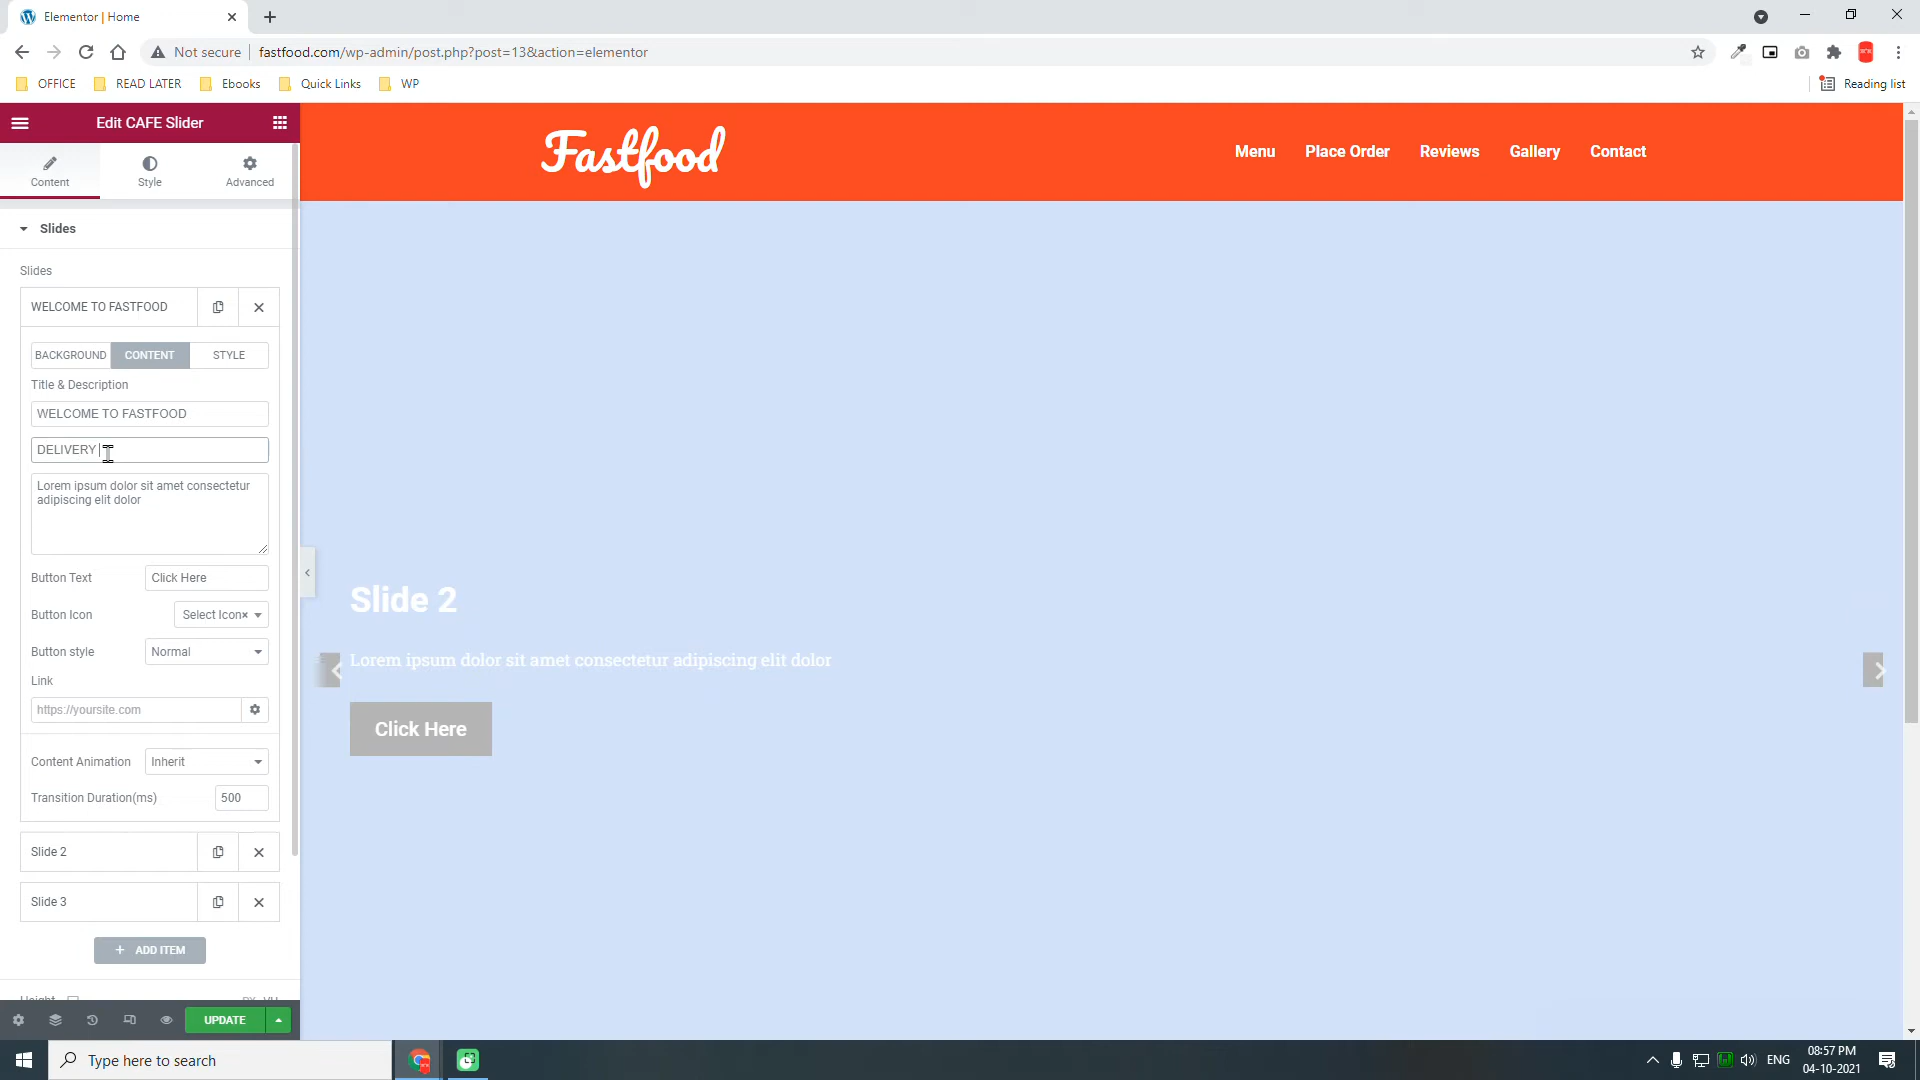 Elementor | Home
Not secure
fastfood.com/wp-admin/post.php?post=13&action=elementor
OFFICE
READ LATER
Ebooks
Quick Links
WP
Reading list
Edit CAFE Slider
Content
Style
Advanced
Slides
Slides
WELCOME TO FASTFOOD
BACKGROUND
CONTENT
STYLE
Title & Description
WELCOME TO FASTFOOD
DELIVERY
Lorem ipsum dolor sit amet consectetur
adipiscing elit dolor
Button Text
Click Here
Button Icon
Select Icon×
Button style
Normal
Link
https://yoursite.com
Content Animation
Inherit
Transition Duration(ms)
500
Slide 2
Slide 3
+ ADD ITEM
Height
PX VH
UPDATE
Fastfood
Menu
Place Order
Reviews
Gallery
Contact
Slide 2
Lorem ipsum dolor sit amet consectetur adipiscing elit dolor
Click Here
Type here to search
ENG
08:57 PM
04-10-2021